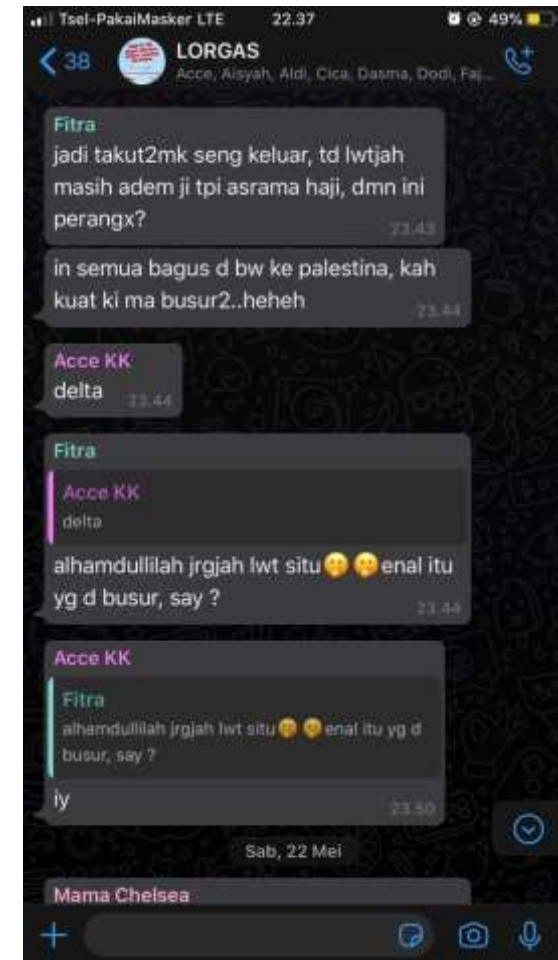 Tsel-PakaiMasker LTE 22.37 49%
38 LORGAS
Acce, Aisyah, Aldi, Cica, Dasma, Dodi, Faj...
Fitra
jadi takut2mk seng keluar, td lwtjah
masih adem ji tpi asrama haji, dmn ini
perangx?
23.43
in semua bagus d bw ke palestina, kah
kuat ki ma busur2..heheh
23.44
Acce KK
delta 23.44
Fitra
Acce KK
delta
alhamdullilah jrgjah lwt situ🤭🤭enal itu
yg d busur, say ?
23.44
Acce KK
Fitra
alhamdullilah jrgjah lwt situ🤭🤭enal itu yg d
busur, say ?
iy
23.50
Sab, 22 Mei
Mama Chelsea